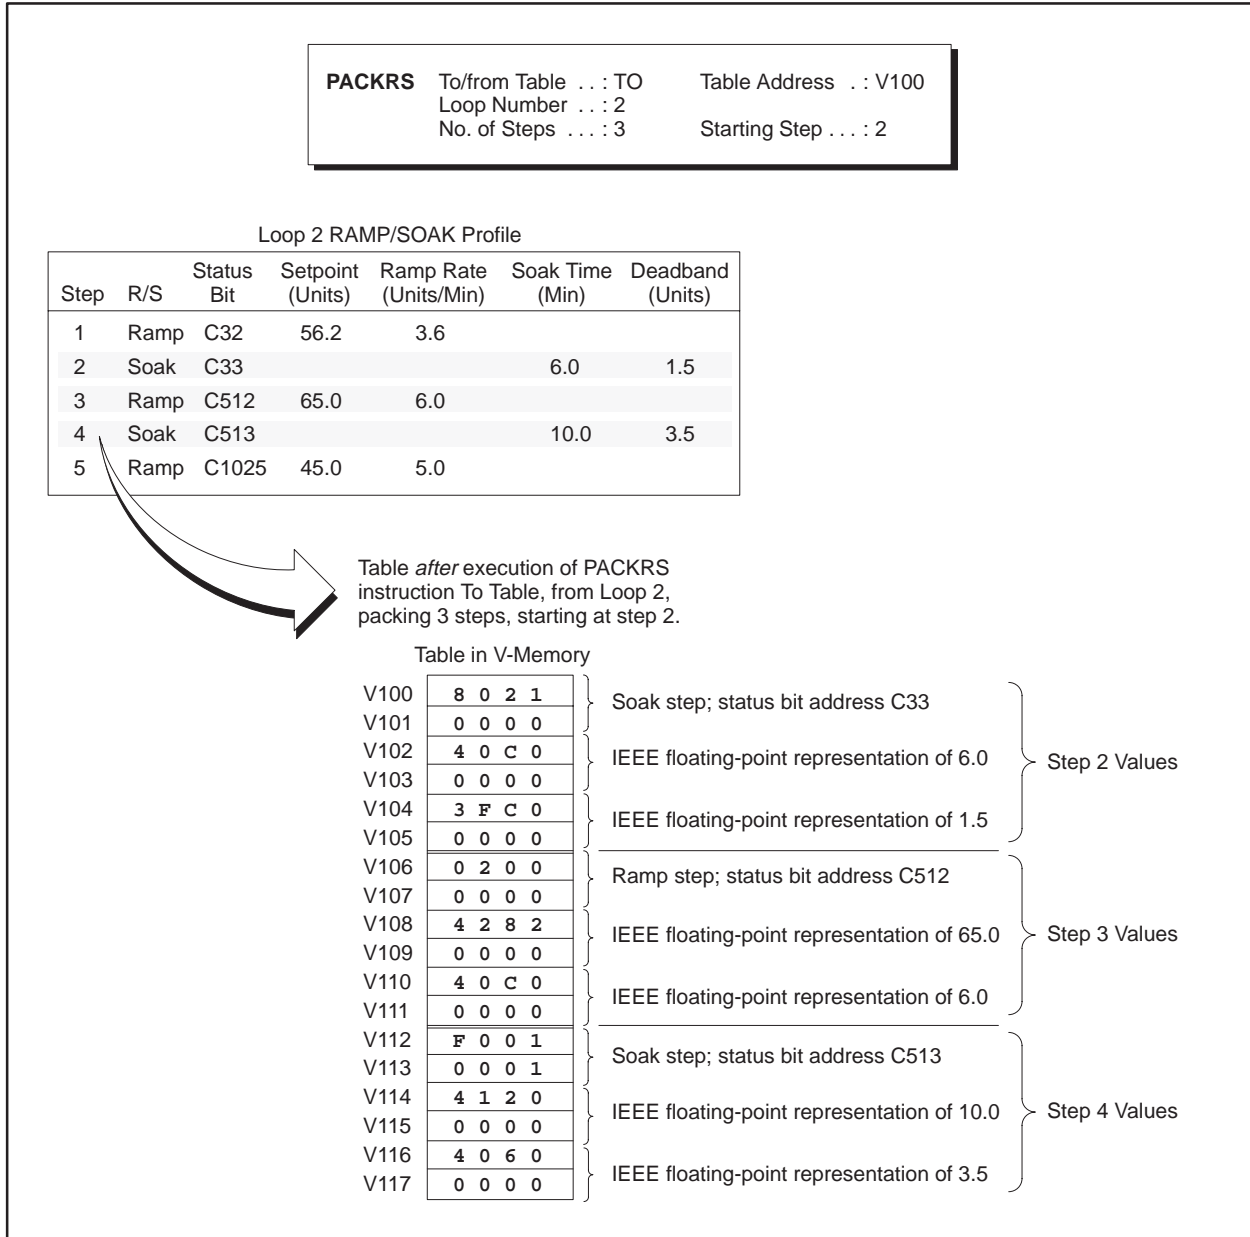 PACKRS To/from Table . . : TO Table Address . : V100
Loop Number . . : 2
No. of Steps . . . : 3 Starting Step . . . : 2
Loop 2 RAMP/SOAK Profile
Step R/S Status Bit Setpoint (Units) Ramp Rate (Units/Min) Soak Time (Min) Deadband (Units)
1 Ramp C32 56.2 3.6
2 Soak C33 6.0 1.5
3 Ramp C512 65.0 6.0
4 Soak C513 10.0 3.5
5 Ramp C1025 45.0 5.0
Table after execution of PACKRS
instruction To Table, from Loop 2,
packing 3 steps, starting at step 2.
Table in V-Memory
V100 8 0 2 1 Soak step; status bit address C33
V101 0 0 0 0
V102 4 0 C 0 IEEE floating-point representation of 6.0 Step 2 Values
V103 0 0 0 0
V104 3 F C 0 IEEE floating-point representation of 1.5
V105 0 0 0 0
V106 0 2 0 0 Ramp step; status bit address C512
V107 0 0 0 0
V108 4 2 8 2 IEEE floating-point representation of 65.0 Step 3 Values
V109 0 0 0 0
V110 4 0 C 0 IEEE floating-point representation of 6.0
V111 0 0 0 0
V112 F 0 0 1 Soak step; status bit address C513
V113 0 0 0 1
V114 4 1 2 0 IEEE floating-point representation of 10.0 Step 4 Values
V115 0 0 0 0
V116 4 0 6 0 IEEE floating-point representation of 3.5
V117 0 0 0 0